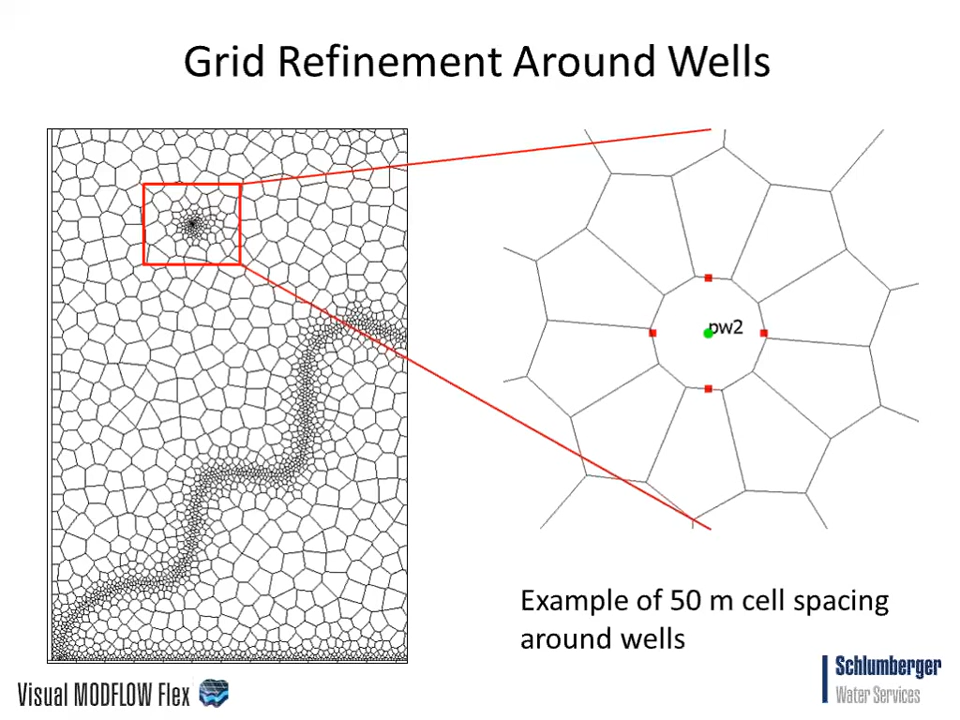 Grid Refinement Around Wells
pw2
Example of 50 m cell spacing
around wells
Visual MODFLOW Flex
Schlumberger
Water Services